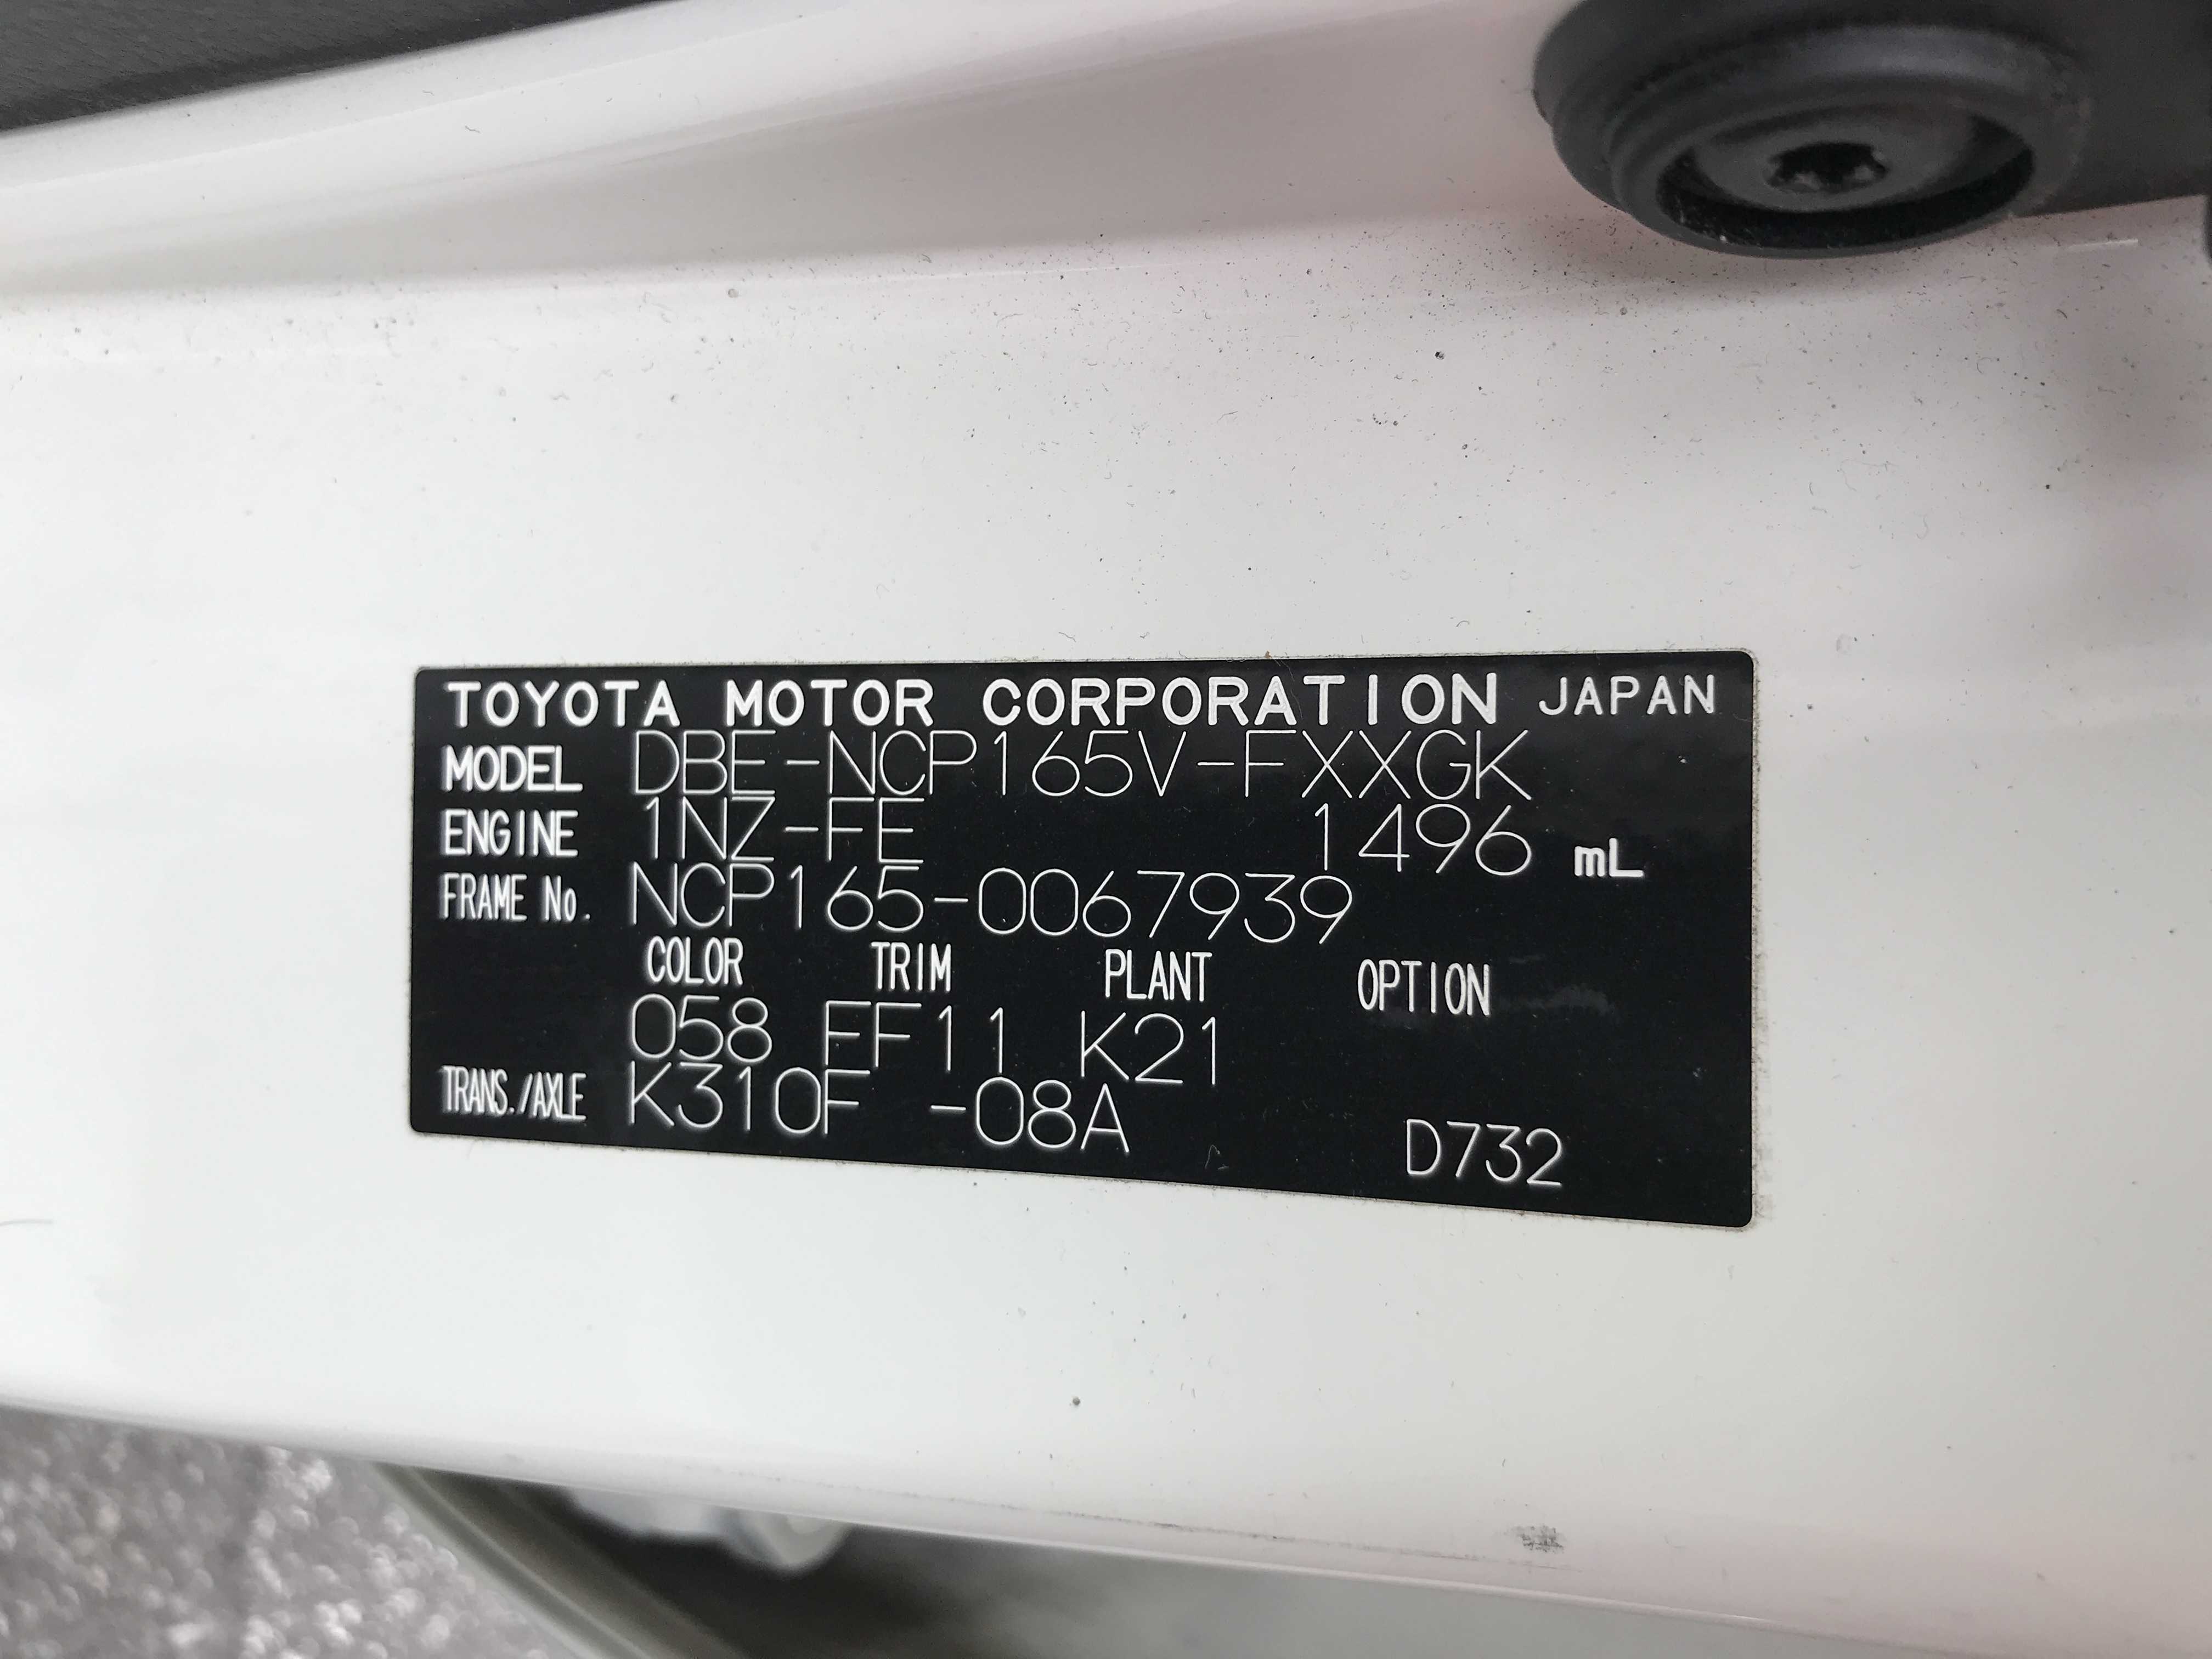 TOYOTA MOTOR CORPORATION JAPAN
MODEL DBE-NCP165V-FXXGK
ENGINE 1NZ-FE 1496 mL
FRAME No. NCP165-0067939
COLOR TRIM PLANT OPTION
058 FF11 K21
TRANS./AXLE K310F -08A D732